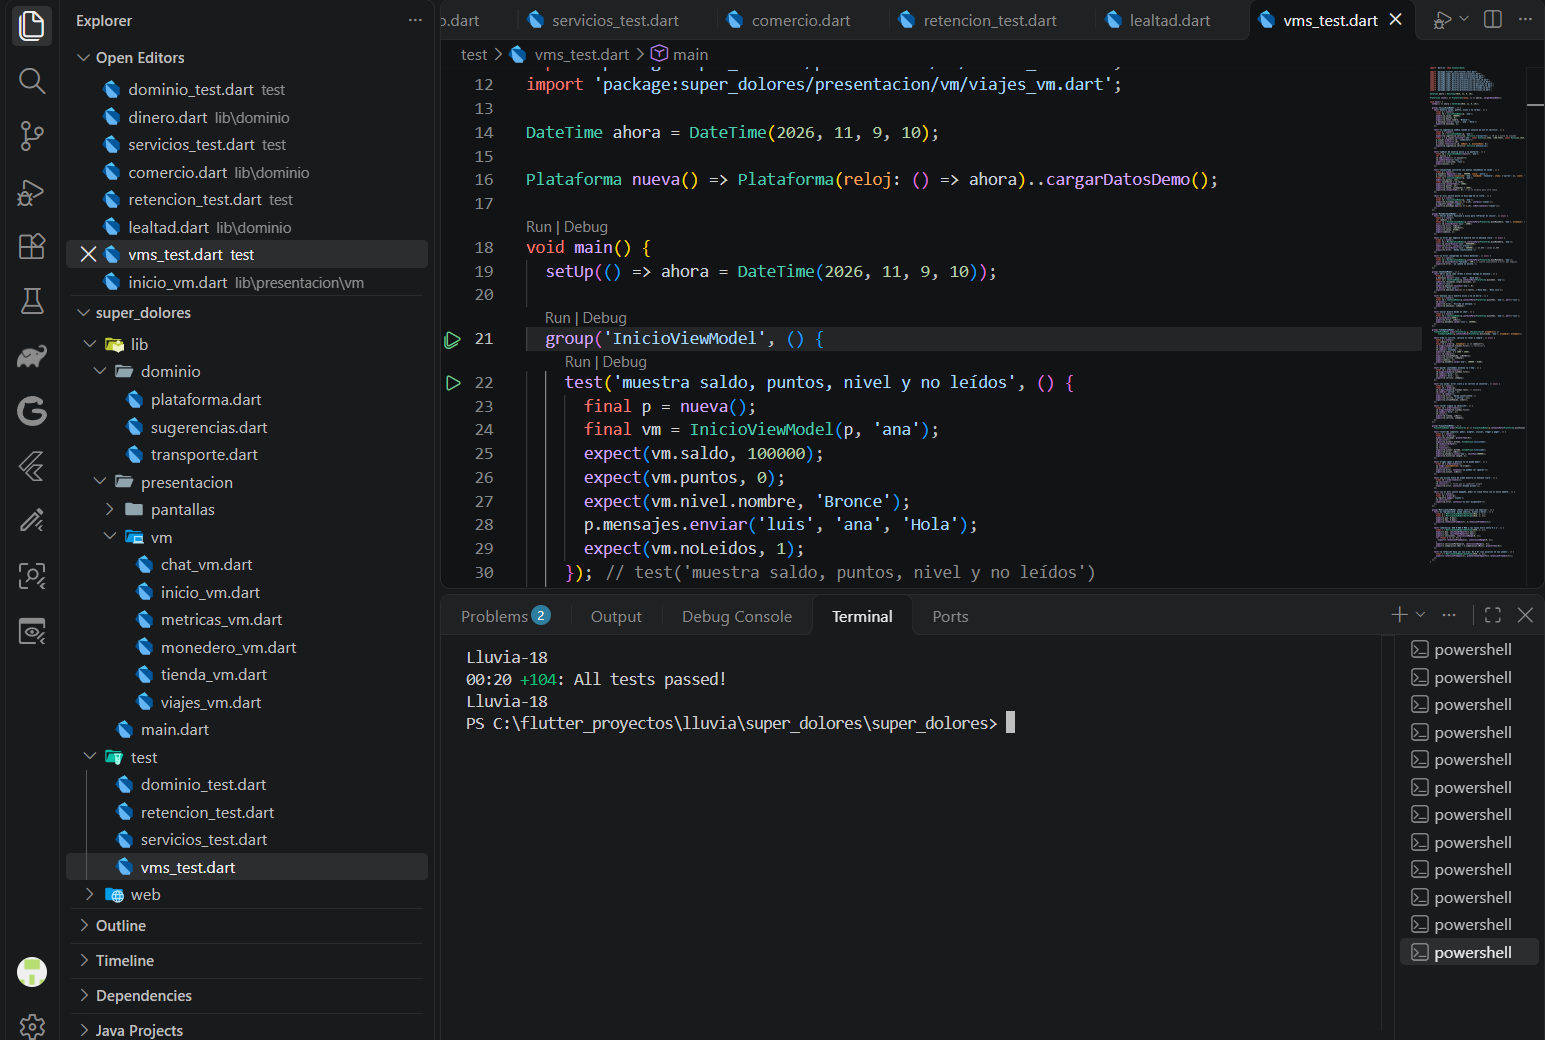 Explorer
Open Editors
dominio_test.dart test
dinero.dart lib\dominio
servicios_test.dart test
comercio.dart lib\dominio
retencion_test.dart test
lealtad.dart lib\dominio
vms_test.dart test
inicio_vm.dart lib\presentacion\vm
super_dolores
lib
dominio
plataforma.dart
sugerencias.dart
transporte.dart
presentacion
pantallas
vm
chat_vm.dart
inicio_vm.dart
metricas_vm.dart
monedero_vm.dart
tienda_vm.dart
viajes_vm.dart
main.dart
test
dominio_test.dart
retencion_test.dart
servicios_test.dart
vms_test.dart
web
Outline
Timeline
Dependencies
Java Projects
o.dart servicios_test.dart comercio.dart retencion_test.dart lealtad.dart vms_test.dart
test > vms_test.dart > main
12 import 'package:super_dolores/presentacion/vm/viajes_vm.dart';
13
14 DateTime ahora = DateTime(2026, 11, 9, 10);
15
16 Plataforma nueva() => Plataforma(reloj: () => ahora)..cargarDatosDemo();
17
Run | Debug
18 void main() {
19 setUp(() => ahora = DateTime(2026, 11, 9, 10));
20
Run | Debug
21 group('InicioViewModel', () {
Run | Debug
22 test('muestra saldo, puntos, nivel y no leídos', () {
23 final p = nueva();
24 final vm = InicioViewModel(p, 'ana');
25 expect(vm.saldo, 100000);
26 expect(vm.puntos, 0);
27 expect(vm.nivel.nombre, 'Bronce');
28 p.mensajes.enviar('luis', 'ana', 'Hola');
29 expect(vm.noLeidos, 1);
30 }); // test('muestra saldo, puntos, nivel y no leídos')
Problems 2 Output Debug Console Terminal Ports
Lluvia-18
00:20 +104: All tests passed!
Lluvia-18
PS C:\flutter_proyectos\lluvia\super_dolores\super_dolores>
powershell
powershell
powershell
powershell
powershell
powershell
powershell
powershell
powershell
powershell
powershell
powershell